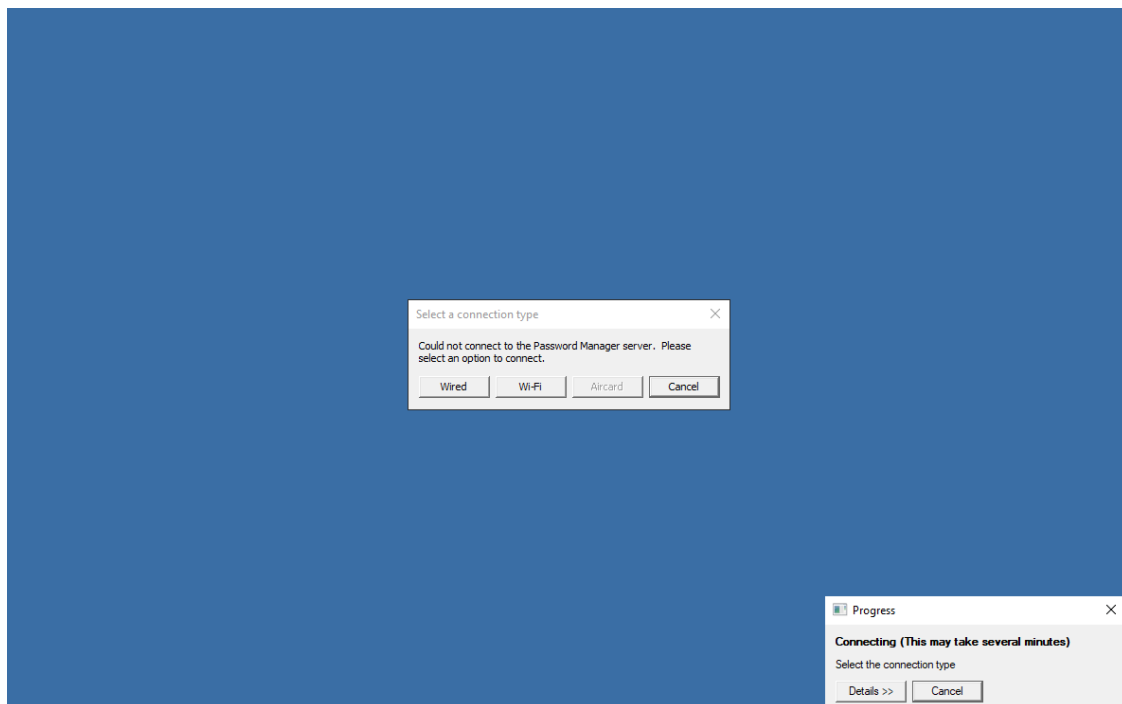 Select a connection type
Could not connect to the Password Manager server.  Please
select an option to connect.
Wired Wi-Fi Aircard Cancel
Progress
Connecting (This may take several minutes)
Select the connection type
Details >> Cancel